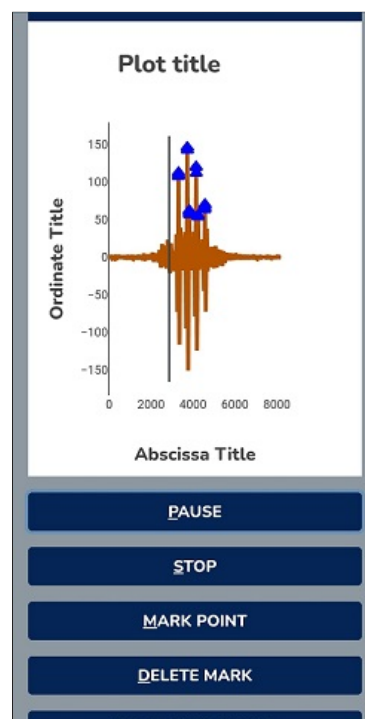 Plot title
150
100
50
0
−50
−100
−150
Ordinate Title
0 2000 4000 6000 8000
Abscissa Title
PAUSE
STOP
MARK POINT
DELETE MARK